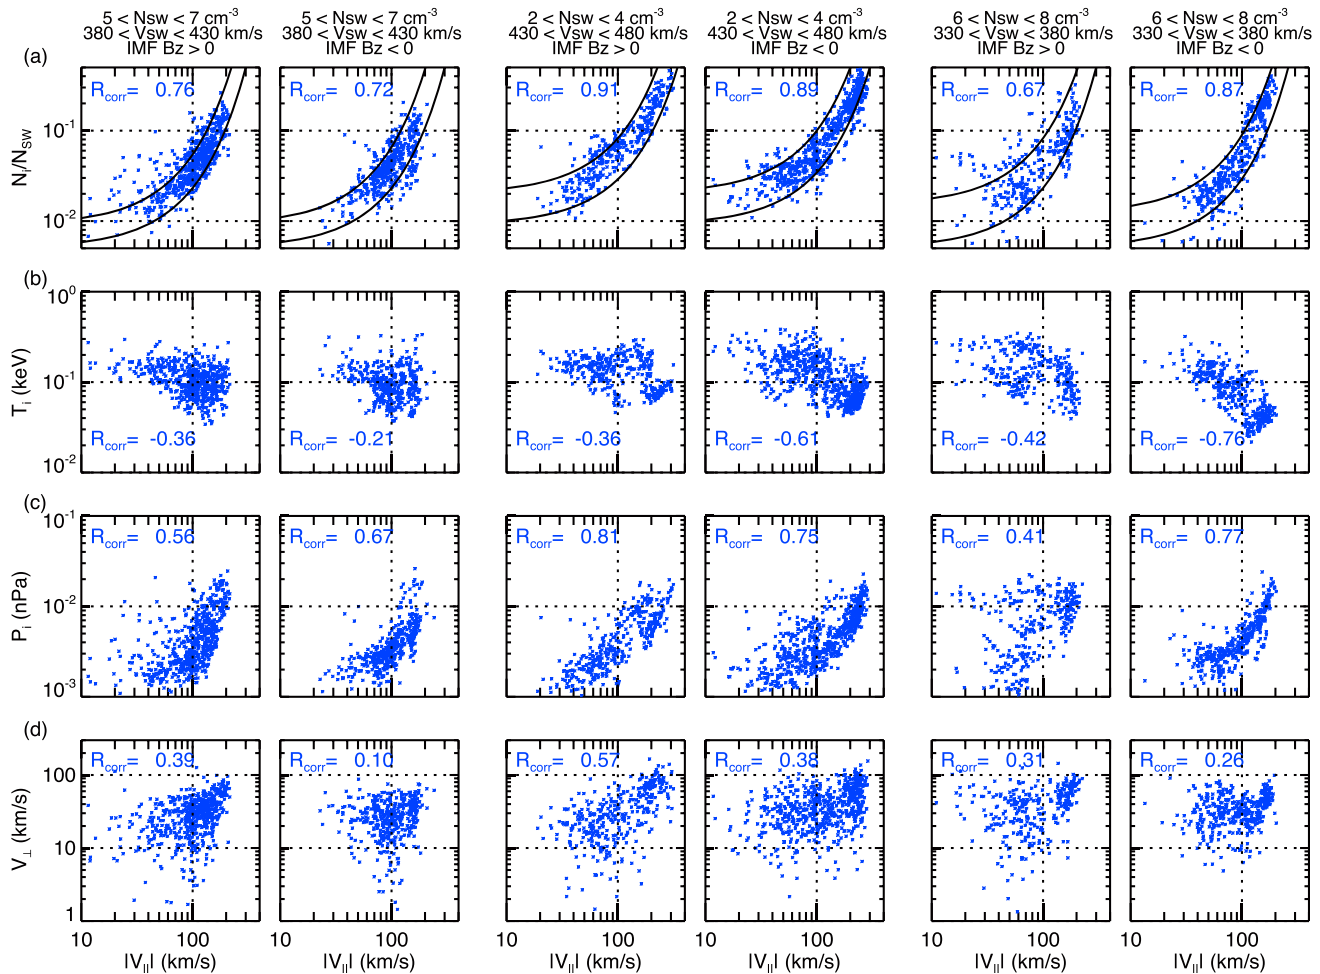 5 < Nsw < 7 cm-3 5 < Nsw < 7 cm-3 2 < Nsw < 4 cm-3 2 < Nsw < 4 cm-3 6 < Nsw < 8 cm-3 6 < Nsw < 8 cm-3
380 < Vsw < 430 km/s 380 < Vsw < 430 km/s 430 < Vsw < 480 km/s 430 < Vsw < 480 km/s 330 < Vsw < 380 km/s 330 < Vsw < 380 km/s
IMF Bz > 0 IMF Bz < 0 IMF Bz > 0 IMF Bz < 0 IMF Bz > 0 IMF Bz < 0
(a)
Rcorr= 0.76 Rcorr= 0.72 Rcorr= 0.91 Rcorr= 0.89 Rcorr= 0.67 Rcorr= 0.87
10-1
Ni/NSW
10-2
(b)
100
Ti (keV)
10-1
Rcorr= -0.36 Rcorr= -0.21 Rcorr= -0.36 Rcorr= -0.61 Rcorr= -0.42 Rcorr= -0.76
10-2
(c)
10-1
Rcorr= 0.56 Rcorr= 0.67 Rcorr= 0.81 Rcorr= 0.75 Rcorr= 0.41 Rcorr= 0.77
10-2
Pi (nPa)
10-3
(d)
Rcorr= 0.39 Rcorr= 0.10 Rcorr= 0.57 Rcorr= 0.38 Rcorr= 0.31 Rcorr= 0.26
100
V⊥ (km/s)
10
1
10 100 10 100 10 100 10 100 10 100 10 100
|V||| (km/s) |V||| (km/s) |V||| (km/s) |V||| (km/s) |V||| (km/s) |V||| (km/s)